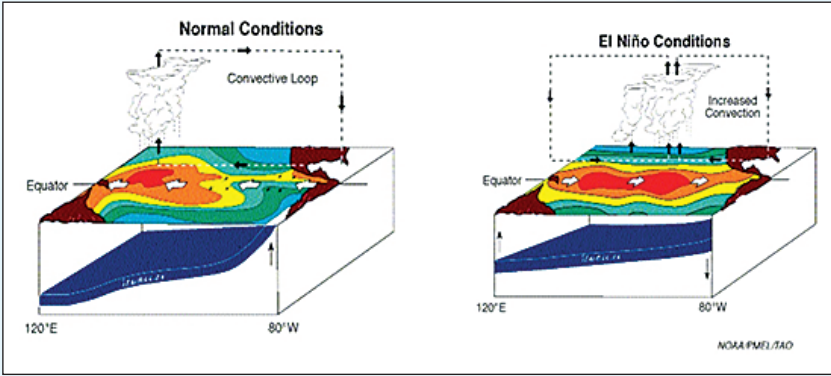 Normal Conditions
Convective Loop
Equator
120°E
80°W
El Niño Conditions
Increased
Convection
Equator
120°E
80°W
NOAA/PMEL/TAO